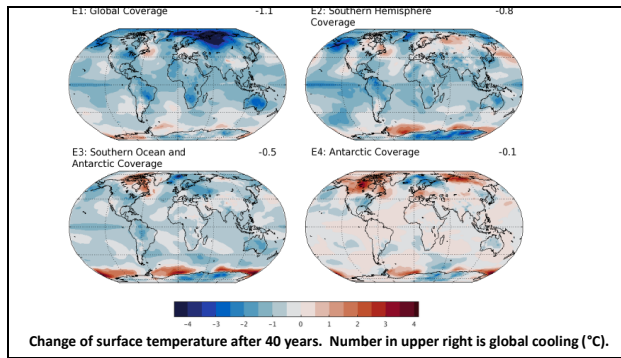 E1: Global Coverage -1.1
E2: Southern Hemisphere -0.8
Coverage
E3: Southern Ocean and -0.5
Antarctic Coverage
E4: Antarctic Coverage -0.1
-4 -3 -2 -1 0 1 2 3 4
Change of surface temperature after 40 years. Number in upper right is global cooling (°C).